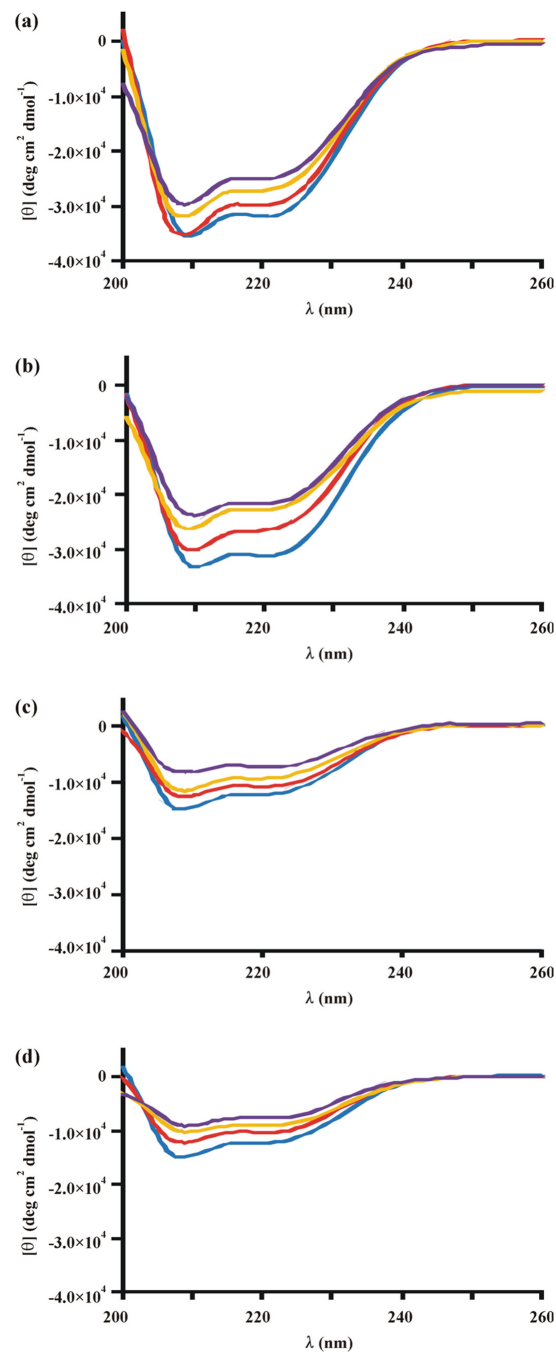 (a)
0
-1.0×10⁴
-2.0×10⁴
-3.0×10⁴
-4.0×10⁴
[θ] (deg cm² dmol⁻¹)
200 220 240 260
λ (nm)
(b)
0
-1.0×10⁴
-2.0×10⁴
-3.0×10⁴
-4.0×10⁴
[θ] (deg cm² dmol⁻¹)
200 220 240 260
λ (nm)
(c)
0
-1.0×10⁴
-2.0×10⁴
-3.0×10⁴
-4.0×10⁴
[θ] (deg cm² dmol⁻¹)
200 220 240 260
λ (nm)
(d)
0
-1.0×10⁴
-2.0×10⁴
-3.0×10⁴
-4.0×10⁴
[θ] (deg cm² dmol⁻¹)
200 220 240 260
λ (nm)